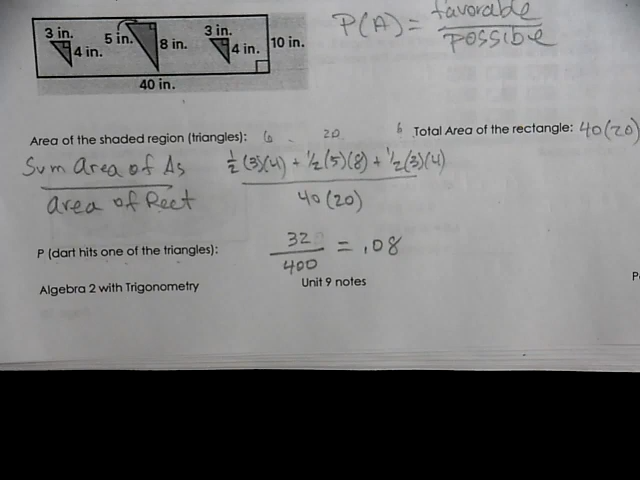 3 in.
4 in.
5 in.
8 in.
3 in.
4 in.
10 in.
40 in.
P(A) = favorable
possible
Area of the shaded region (triangles): 6 20 6 Total Area of the rectangle: 40(20)
Sum Area of Δs
area of Rect
½(3)(4) + ½(5)(8) + ½(3)(4)
40(20)
P (dart hits one of the triangles):
32
400
= .08
Algebra 2 with Trigonometry Unit 9 notes